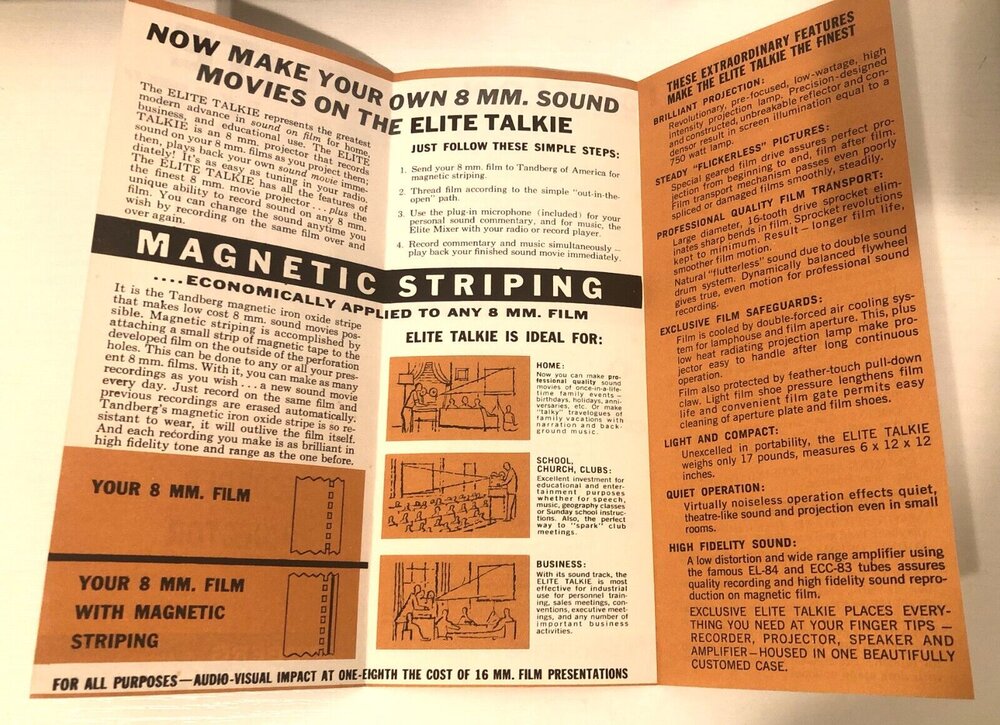 NOW MAKE YOUR OWN 8 MM. SOUND
MOVIES ON THE ELITE TALKIE
The ELITE TALKIE represents the greatest
modern advance in sound on film for home
business, and educational use. The ELITE
TALKIE is an 8 mm. projector that records
sound on your 8 mm. films as you project them;
then, plays back your own sound movie imme-
diately! It's as easy as tuning in your radio.
The ELITE TALKIE has all the features of
the finest 8 mm. movie projector... plus the
unique ability to record sound on any 8 mm.
film. You can change the sound anytime you
wish by recording on the same film over and
over again.
JUST FOLLOW THESE SIMPLE STEPS:
1. Send your 8 mm. film to Tandberg of America for
magnetic striping.
2. Thread film according to the simple "out-in-the-
open" path.
3. Use the plug-in microphone (included) for your
personal sound commentary, and for music, the
Elite Mixer with your radio or record player.
4. Record commentary and music simultaneously –
play back your finished sound movie immediately.
MAGNETIC STRIPING
....ECONOMICALLY APPLIED TO ANY 8 MM. FILM
It is the Tandberg magnetic iron oxide stripe
that makes low cost 8 mm. sound movies pos-
sible. Magnetic striping is accomplished by
attaching a small strip of magnetic tape to the
developed film on the outside of the perforation
holes. This can be done to any or all your pres-
ent 8 mm. films. With it, you can make as many
recordings as you wish... a new sound movie
every day. Just record on the same film and
previous recordings are erased automatically.
Tandberg's magnetic iron oxide stripe is so re-
sistant to wear, it will outlive the film itself.
And each recording you make is as brilliant in
high fidelity tone and range as the one before.
YOUR 8 MM. FILM
YOUR 8 MM. FILM
WITH MAGNETIC
STRIPING
ELITE TALKIE IS IDEAL FOR:
HOME:
Now you can make pro-
fessional quality sound
movies of once-in-a-life-
time family events –
birthdays, holidays, anni-
versaries, etc. Or make
"talky" travelogues of
family vacations with
narration and back-
ground music.
SCHOOL,
CHURCH, CLUBS:
Excellent investment for
educational and enter-
tainment purposes
whether for speech,
music, geography classes
or Sunday school instruc-
tions. Also, the perfect
way to "spark" club
meetings.
BUSINESS:
With its sound track, the
ELITE TALKIE is most
effective for industrial
use for personnel train-
ing, sales meetings, con-
ventions, executive meet-
ings, and any number of
important business
activities.
FOR ALL PURPOSES—AUDIO-VISUAL IMPACT AT ONE-EIGHTH THE COST OF 16 MM. FILM PRESENTATIONS
THESE EXTRAORDINARY FEATURES
MAKE THE ELITE TALKIE THE FINEST
BRILLIANT PROJECTION:
Revolutionary, pre-focused, low-wattage, high
intensity projection lamp. Precision-designed
and constructed, unbreakable reflector and con-
densor result in screen illumination equal to a
750 watt lamp.
STEADY "FLICKERLESS" PICTURES:
Special geared film drive assures perfect pro-
jection from beginning to end, film after film.
Film transport mechanism passes even poorly
spliced or damaged films smoothly, steadily.
PROFESSIONAL QUALITY FILM TRANSPORT:
Large diameter, 16-tooth drive sprocket elim-
inates sharp bends in film. Sprocket revolutions
kept to minimum. Result – longer film life,
smoother film motion.
Natural "flutterless" sound due to double sound
drum system. Dynamically balanced flywheel
gives true, even motion for professional sound
recording.
EXCLUSIVE FILM SAFEGUARDS:
Film is cooled by double-forced air cooling sys-
tem for lamphouse and film aperture. This, plus
low heat radiating projection lamp make pro-
jector easy to handle after long continuous
operation.
Film also protected by feather-touch pull-down
claw. Light film shoe pressure lengthens film
life and convenient film gate permits easy
cleaning of aperture plate and film shoes.
LIGHT AND COMPACT:
Unexcelled in portability, the ELITE TALKIE
weighs only 17 pounds, measures 6 x 12 x 12
inches.
QUIET OPERATION:
Virtually noiseless operation effects quiet,
theatre-like sound and projection even in small
rooms.
HIGH FIDELITY SOUND:
A low distortion and wide range amplifier using
the famous EL-84 and ECC-83 tubes assures
quality recording and high fidelity sound repro-
duction on magnetic film.
EXCLUSIVE ELITE TALKIE PLACES EVERY-
THING YOU NEED AT YOUR FINGER TIPS –
RECORDER, PROJECTOR, SPEAKER AND
AMPLIFIER—HOUSED IN ONE BEAUTIFULLY
CUSTOMED CASE.